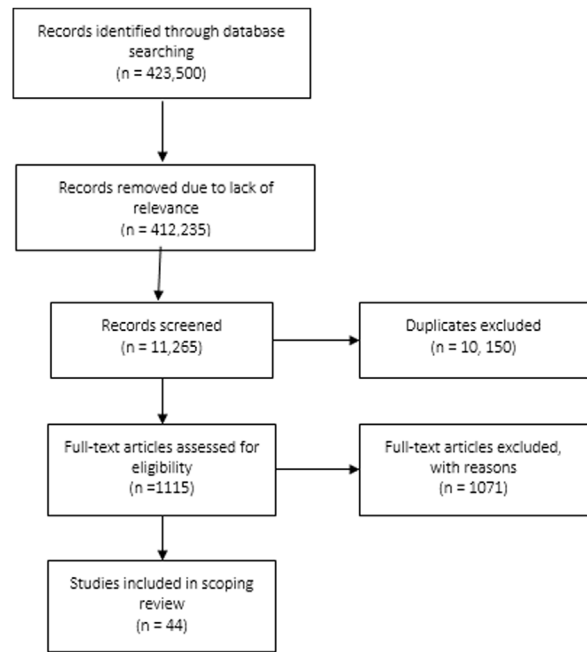 Records identified through database
searching
(n = 423,500)
Records removed due to lack of
relevance
(n = 412,235)
Records screened
(n = 11,265)
Duplicates excluded
(n = 10, 150)
Full-text articles assessed for
eligibility
(n =1115)
Full-text articles excluded,
with reasons
(n = 1071)
Studies included in scoping
review
(n = 44)